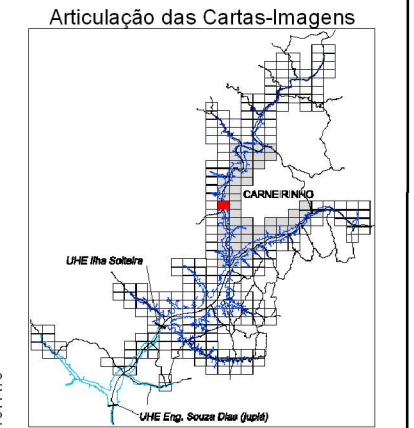 Articulação das Cartas-Imagens
CARNEIRINHO
UHE Ilha Solteira
UHE Eng. Souza Dias (jupiá)